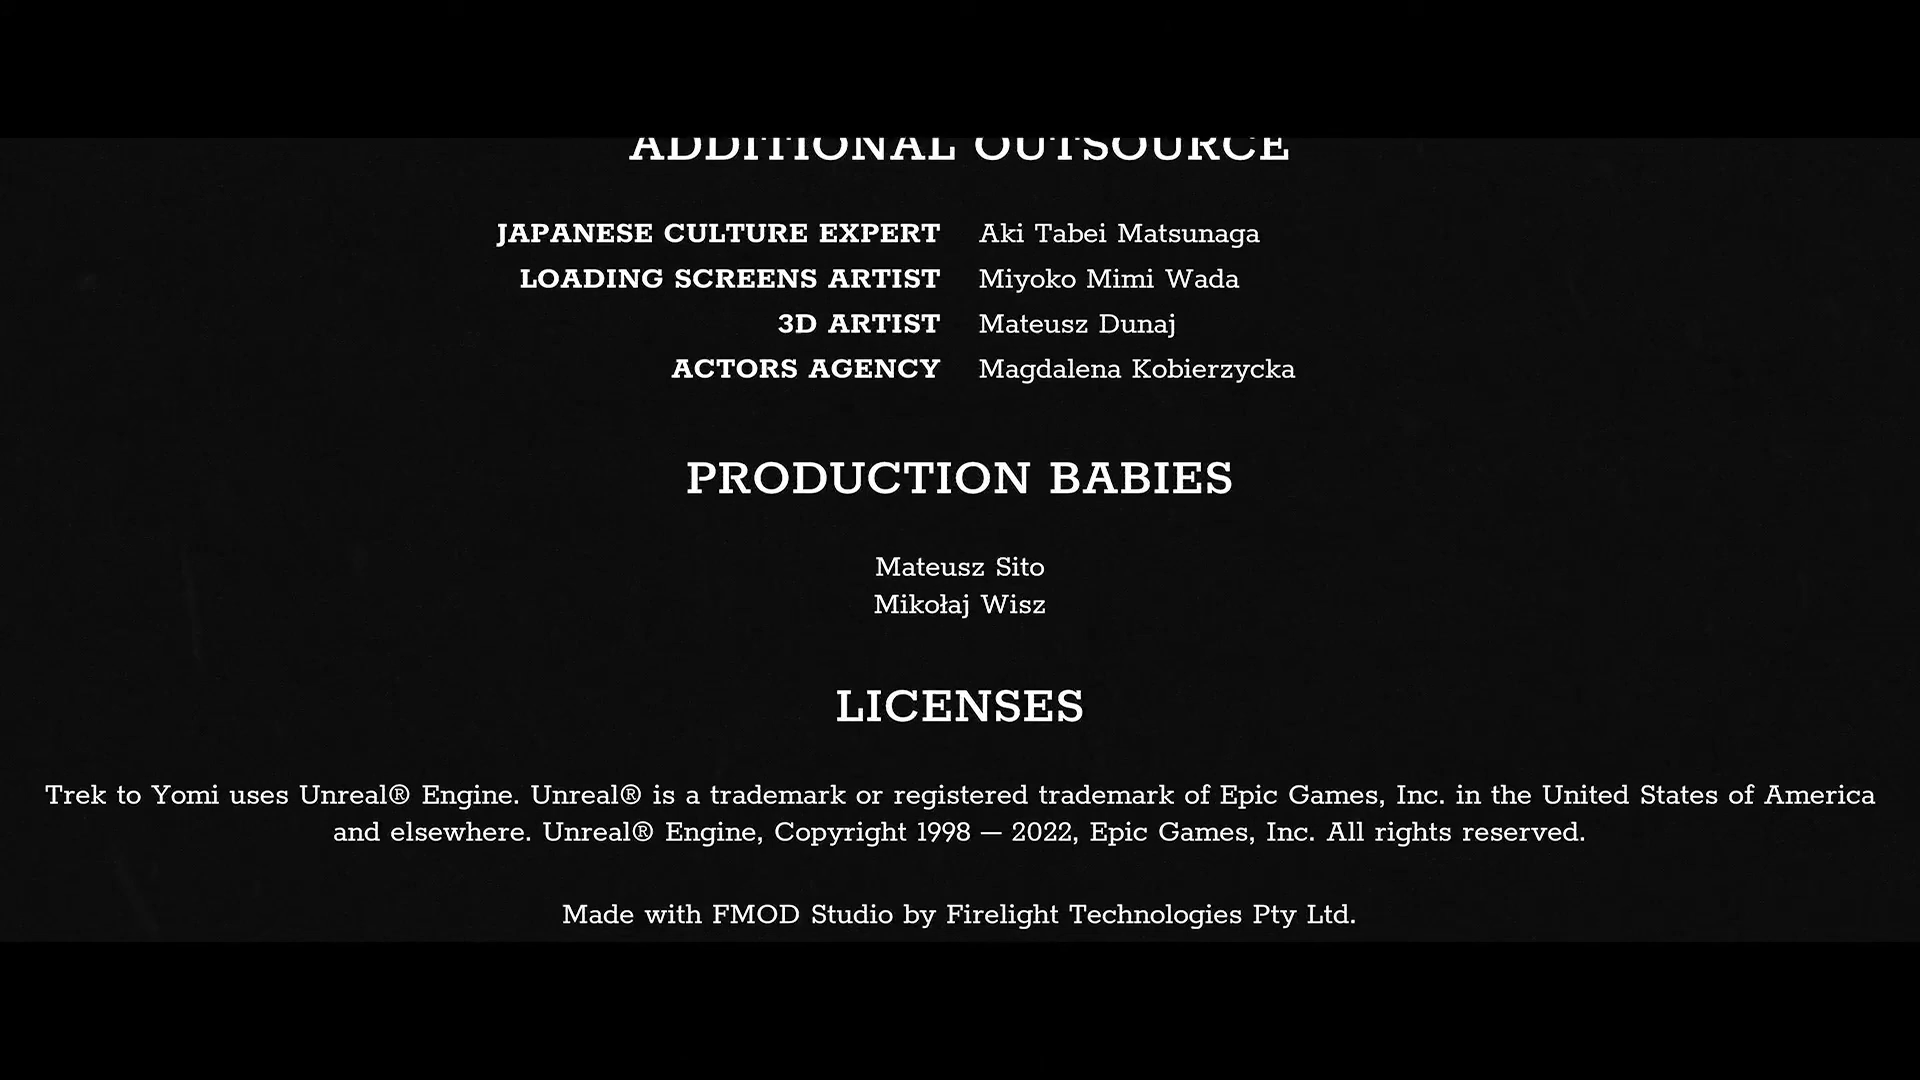 ADDITIONAL OUTSOURCE
JAPANESE CULTURE EXPERT Aki Tabei Matsunaga
LOADING SCREENS ARTIST Miyoko Mimi Wada
3D ARTIST Mateusz Dunaj
ACTORS AGENCY Magdalena Kobierzycka
PRODUCTION BABIES
Mateusz Sito
Mikołaj Wisz
LICENSES
Trek to Yomi uses Unreal® Engine. Unreal® is a trademark or registered trademark of Epic Games, Inc. in the United States of America
and elsewhere. Unreal® Engine, Copyright 1998 — 2022, Epic Games, Inc. All rights reserved.
Made with FMOD Studio by Firelight Technologies Pty Ltd.